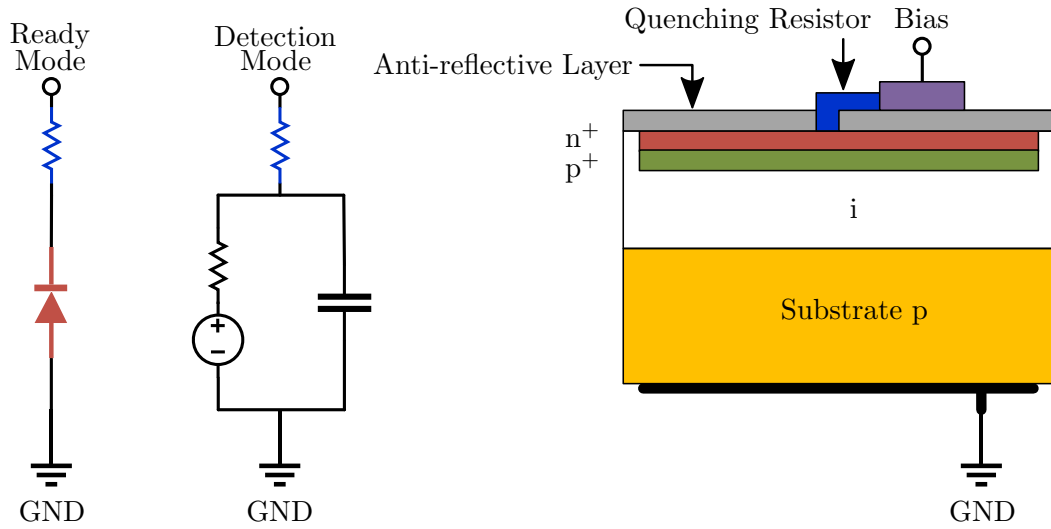 Ready
Mode
GND
Detection
Mode
+
−
GND
Quenching Resistor
Bias
Anti-reflective Layer
n⁺
p⁺
i
Substrate p
GND